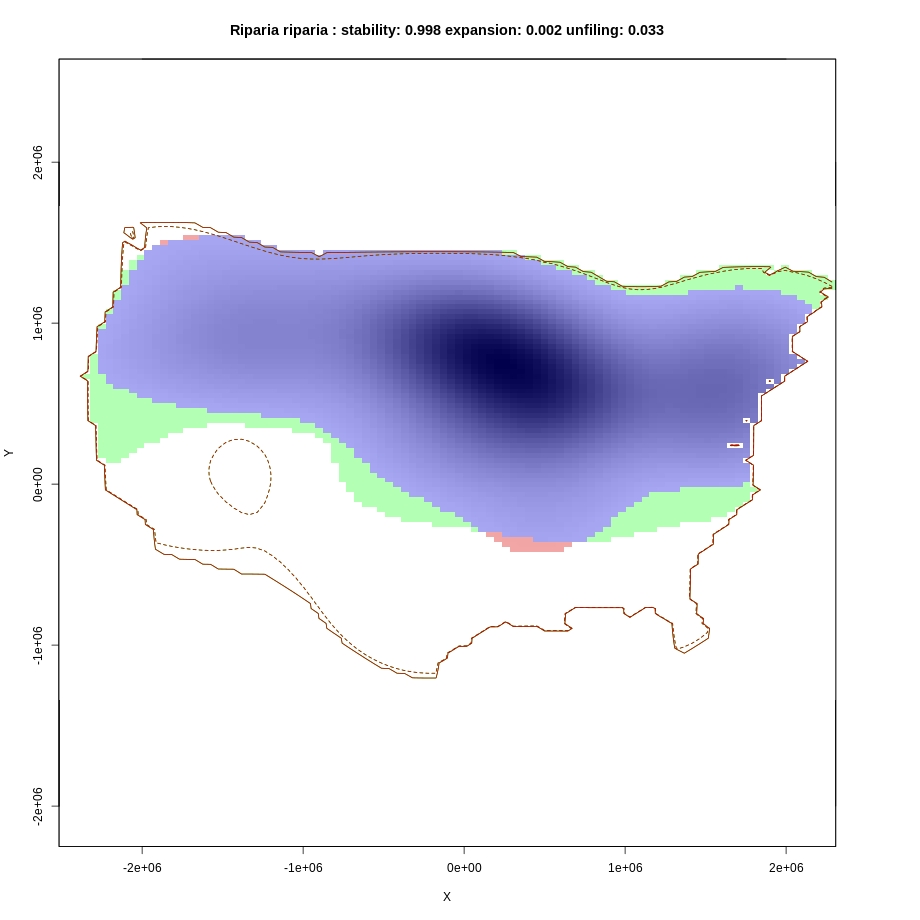 Riparia riparia : stability: 0.998 expansion: 0.002 unfiling: 0.033
2e+06
1e+06
0e+00
-1e+06
-2e+06
Y
-2e+06 -1e+06 0e+00 1e+06 2e+06
X